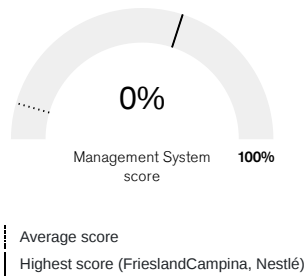 0%
Management System
score
100%
Average score
Highest score (FrieslandCampina, Nestlé)